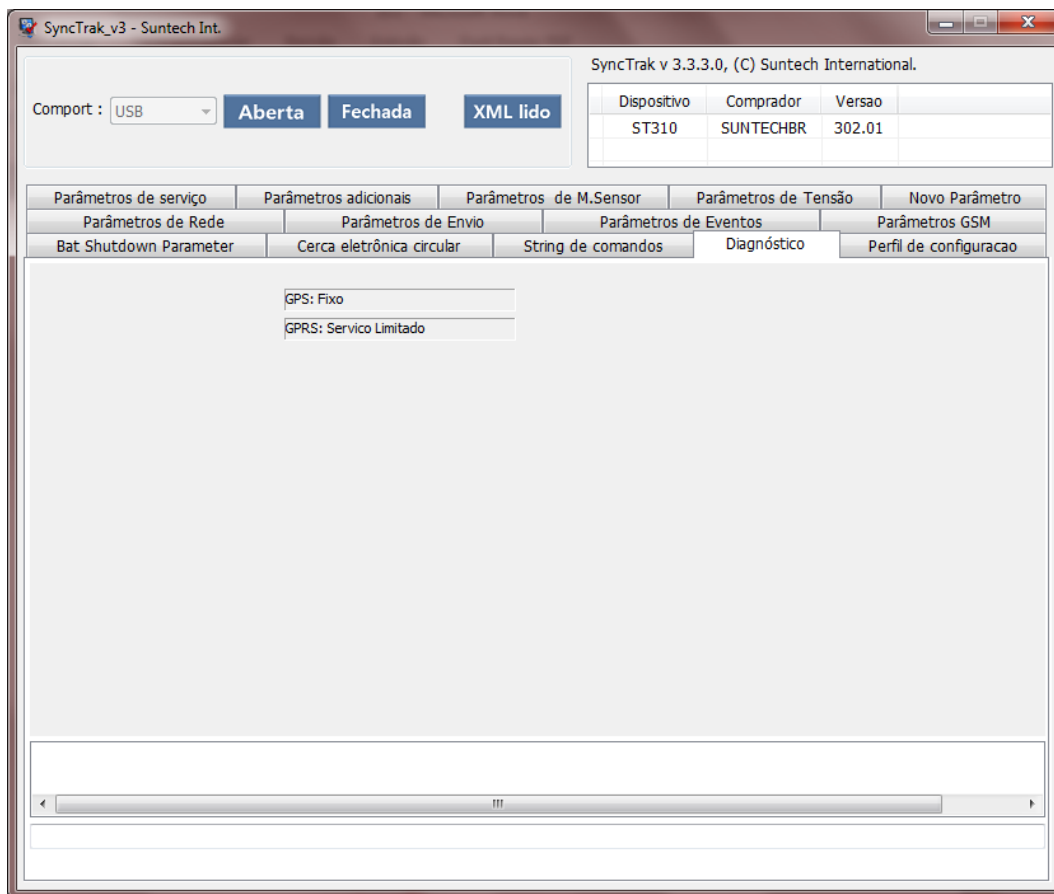 SyncTrak_v3 - Suntech Int.
SyncTrak v 3.3.3.0, (C) Suntech International.
Comport : USB Aberta Fechada XML lido
Dispositivo Comprador Versao
ST310 SUNTECHBR 302.01
Parâmetros de serviço Parâmetros adicionais Parâmetros de M.Sensor Parâmetros de Tensão Novo Parâmetro
Parâmetros de Rede Parâmetros de Envio Parâmetros de Eventos Parâmetros GSM
Bat Shutdown Parameter Cerca eletrônica circular String de comandos Diagnóstico Perfil de configuracao
GPS: Fixo
GPRS: Servico Limitado